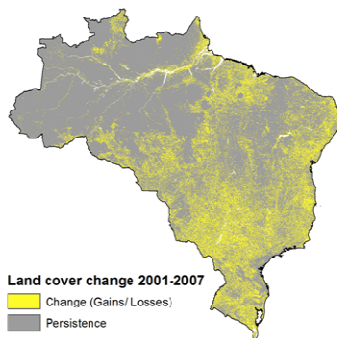 Land cover change 2001-2007
Change (Gains/ Losses)
Persistence